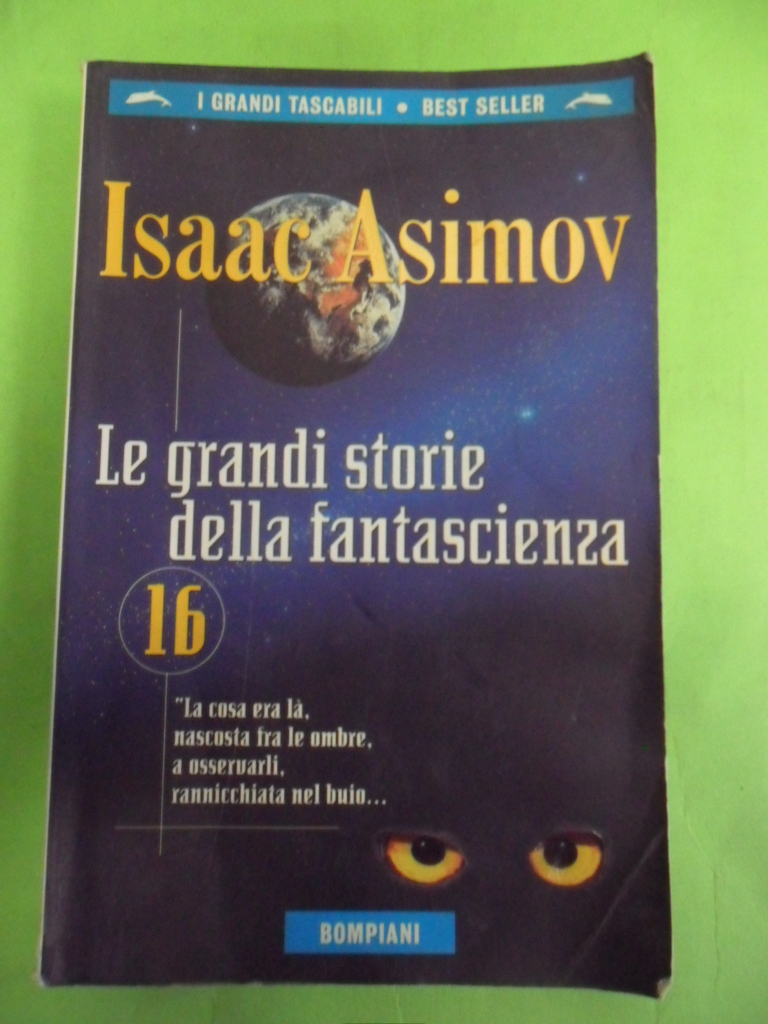 I GRANDI TASCABILI • BEST SELLER
Isaac Asimov
Le grandi storie
della fantascienza
16
"La cosa era là,
nascosta fra le ombre,
a osservarli,
rannicchiata nel buio...
BOMPIANI